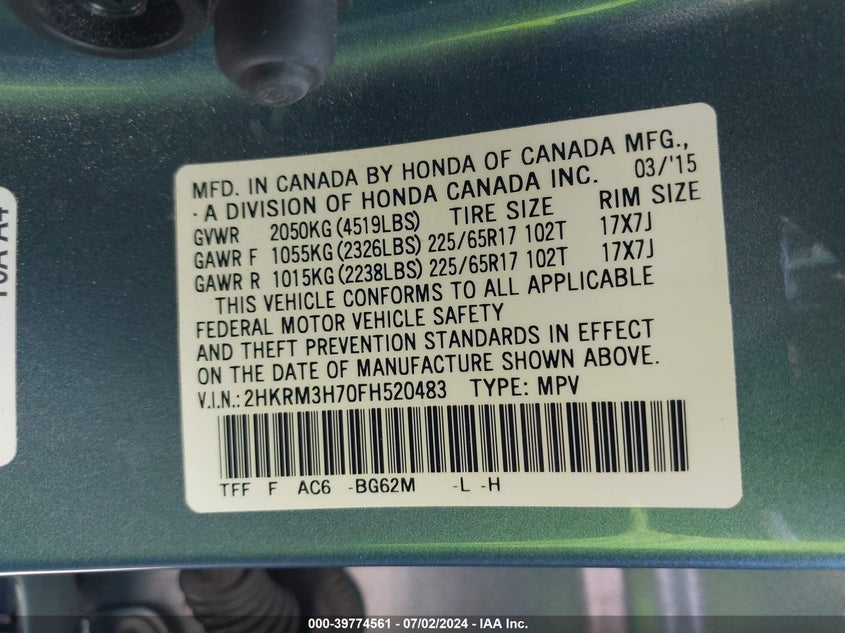 MFD. IN CANADA BY HONDA OF CANADA MFG.,
·A DIVISION OF HONDA CANADA INC. 03/'15
GVWR 2050KG(4519LBS) TIRE SIZE RIM SIZE
GAWR F 1055KG(2326LBS) 225/65R17 102T 17X7J
GAWR R 1015KG(2238LBS) 225/65R17 102T 17X7J
THIS VEHICLE CONFORMS TO ALL APPLICABLE
FEDERAL MOTOR VEHICLE SAFETY
AND THEFT PREVENTION STANDARDS IN EFFECT
ON THE DATE OF MANUFACTURE SHOWN ABOVE.
V.I.N.: 2HKRM3H70FH520483 TYPE: MPV
TFF F AC6 -BG62M -L -H
000-39774561 - 07/02/2024 - IAA Inc.